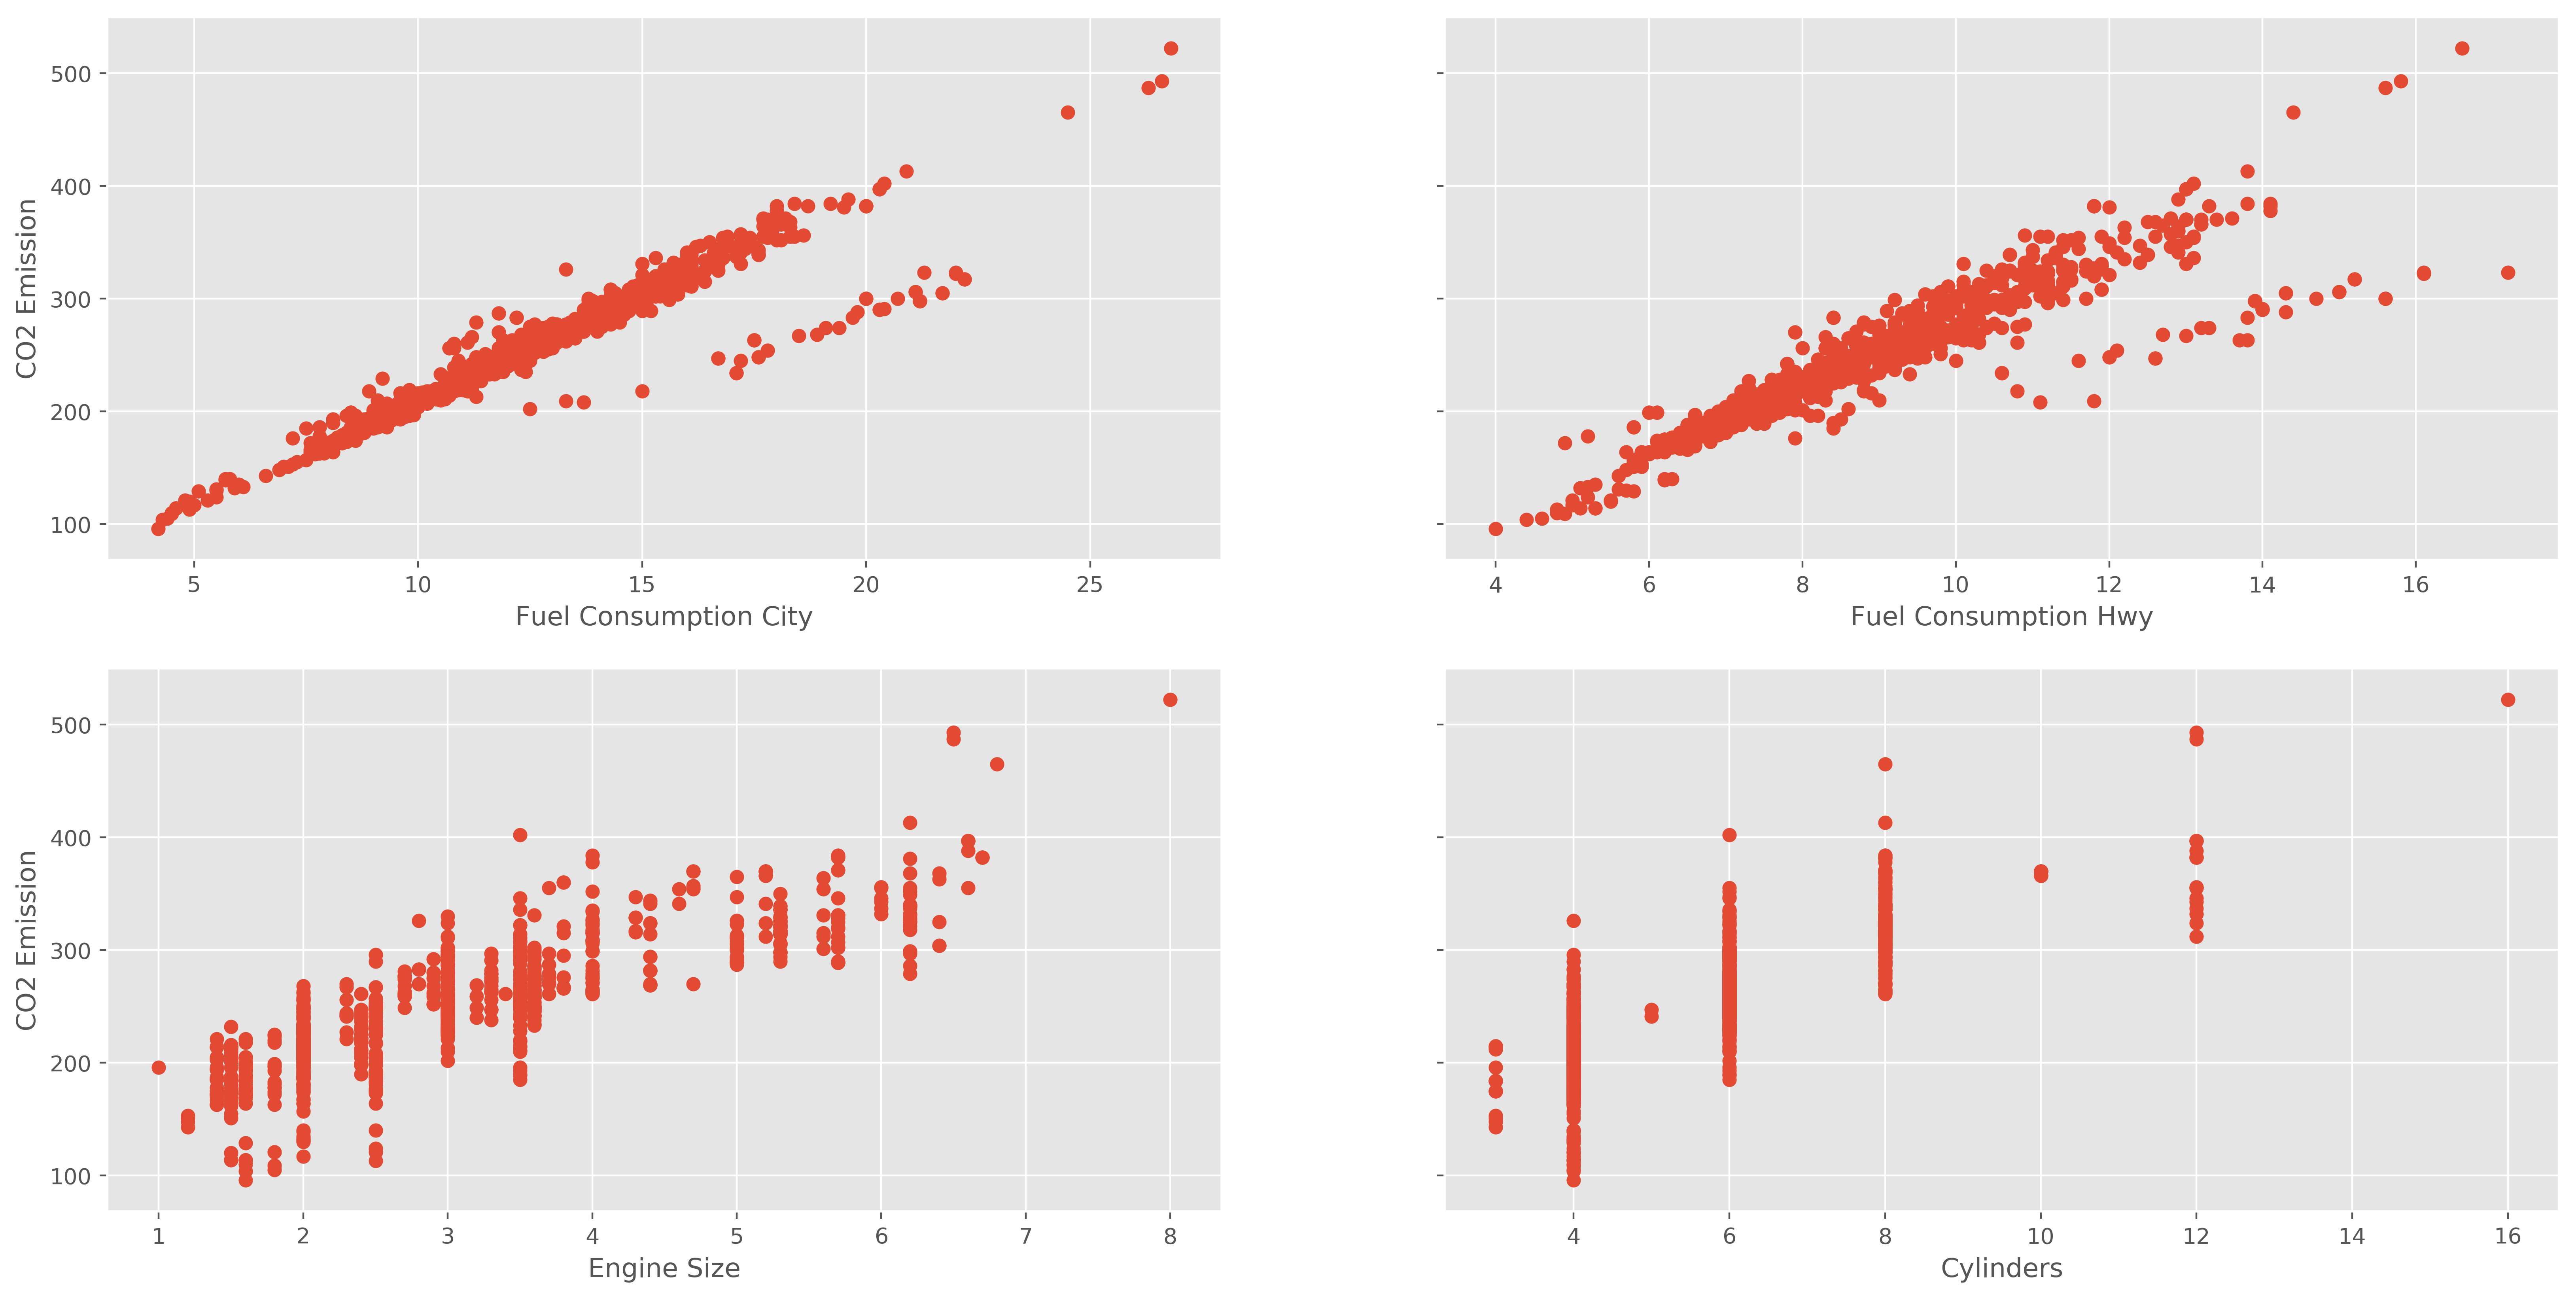 500
400
300
200
100
CO2 Emission
5 10 15 20 25
Fuel Consumption City
4 6 8 10 12 14 16
Fuel Consumption Hwy
500
400
300
200
100
CO2 Emission
1 2 3 4 5 6 7 8
Engine Size
4 6 8 10 12 14 16
Cylinders